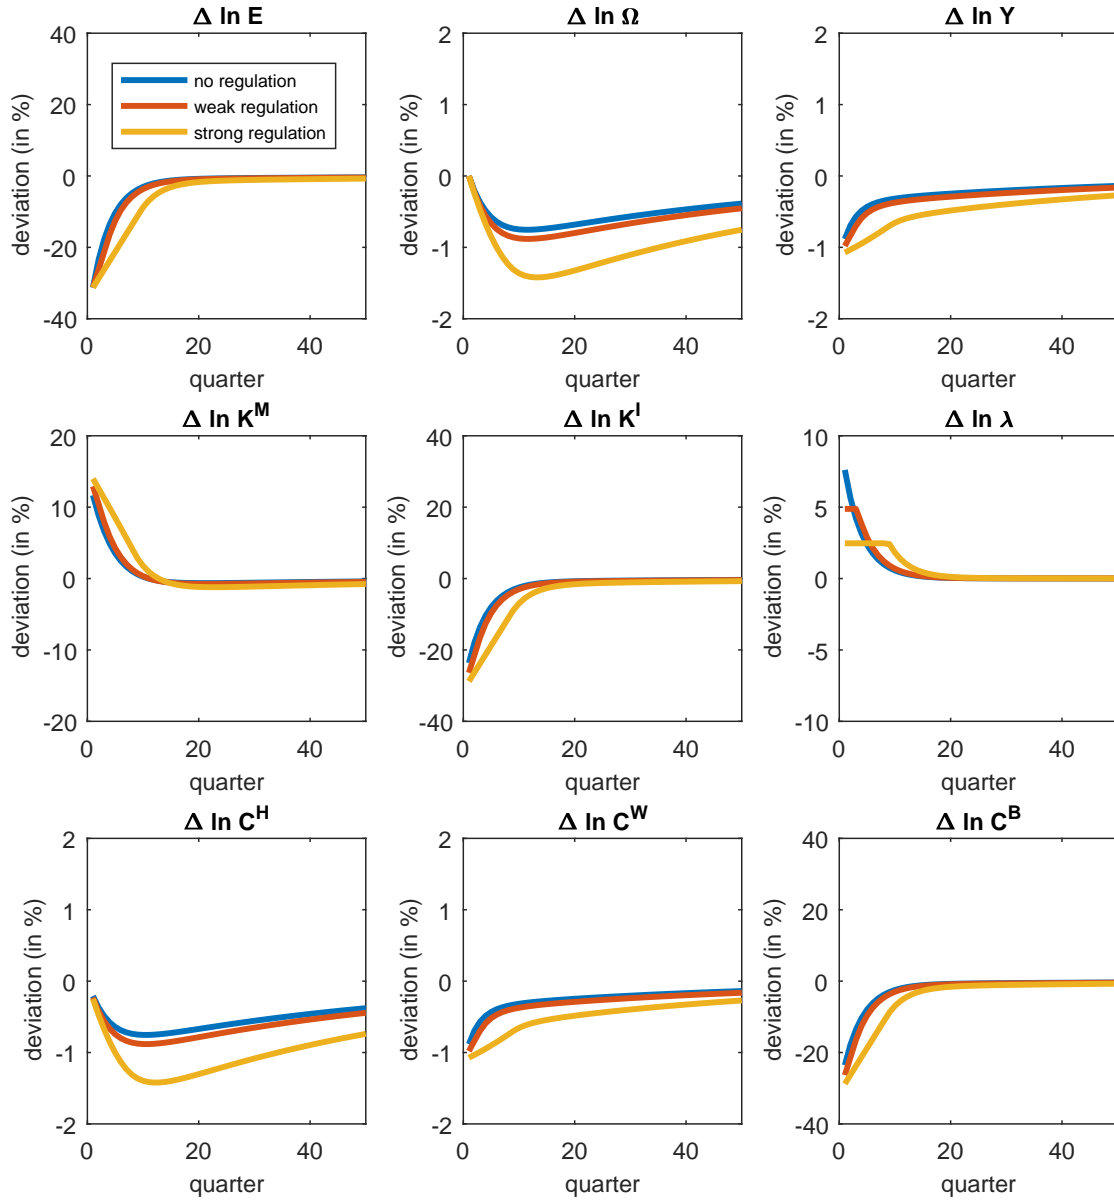 Δ ln E
40
20
0
-20
-40
0
20
40
deviation (in %)
quarter
no regulation
weak regulation
strong regulation
Δ ln Ω
2
1
0
-1
-2
0
20
40
deviation (in %)
quarter
Δ ln Y
2
1
0
-1
-2
0
20
40
deviation (in %)
quarter
Δ ln K^M
20
10
0
-10
-20
0
20
40
deviation (in %)
quarter
Δ ln K^I
40
20
0
-20
-40
0
20
40
deviation (in %)
quarter
Δ ln λ
10
5
0
-5
-10
0
20
40
deviation (in %)
quarter
Δ ln C^H
2
1
0
-1
-2
0
20
40
deviation (in %)
quarter
Δ ln C^W
2
1
0
-1
-2
0
20
40
deviation (in %)
quarter
Δ ln C^B
40
20
0
-20
-40
0
20
40
deviation (in %)
quarter